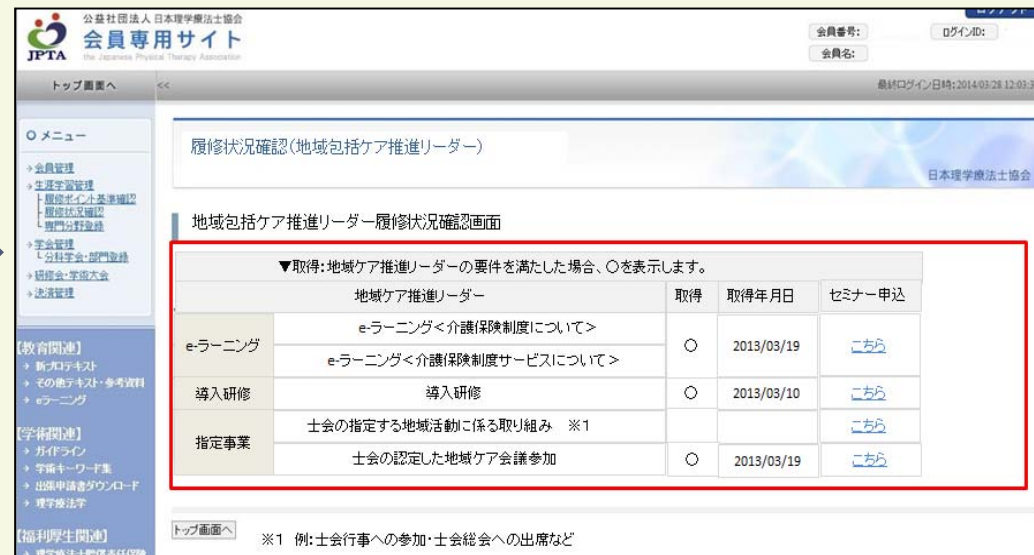 公益社団法人 日本理学療法士協会
会員専用サイト
JPTA
the Japanese Physical Therapy Association
ログアウト
会員番号:
ログインID:
会員名:
トップ画面へ
<<
最終ログイン日時:2014/03/28 12:03:3
メニュー
会員管理
生涯学習管理
履修ポイント基準確認
履修状況確認
専門分野登録
学会管理
分科学会・部門登録
研修会・学術大会
決済管理
【教育関連】
新プロテキスト
その他テキスト・参考資料
eラーニング
【学術関連】
ガイドライン
学術キーワード集
出張申請書ダウンロード
理学療法学
【福利厚生関連】
理学療法士賠償責任保険
履修状況確認(地域包括ケア推進リーダー)
日本理学療法士協会
地域包括ケア推進リーダー履修状況確認画面
▼取得:地域ケア推進リーダーの要件を満たした場合、○を表示します。
地域ケア推進リーダー 取得 取得年月日 セミナー申込
e-ラーニング
e-ラーニング<介護保険制度について>
e-ラーニング<介護保険制度サービスについて>
○ 2013/03/19 こちら
導入研修 導入研修 ○ 2013/03/10 こちら
指定事業
士会の指定する地域活動に係る取り組み ※1 こちら
士会の認定した地域ケア会議参加 ○ 2013/03/19 こちら
トップ画面へ
※1 例:士会行事への参加・士会総会への出席など